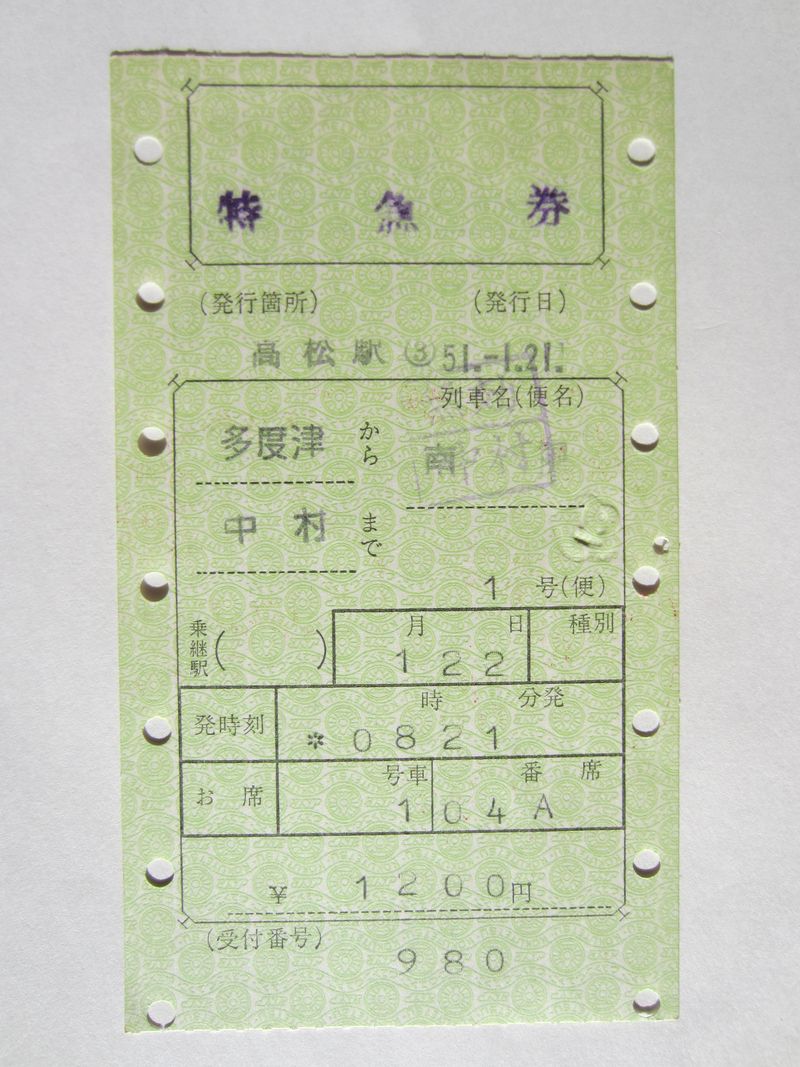 特急券
(発行箇所) (発行日)
高松駅③ 51.-1.21.
列車名(便名)
多度津 から 南
中村 まで
1 号(便)
乗継駅( ) 月 日 種別
1 22
発時刻 時 分発
*0821
お席 号車 番 席
1 04 A
¥ 1200円
(受付番号)
980